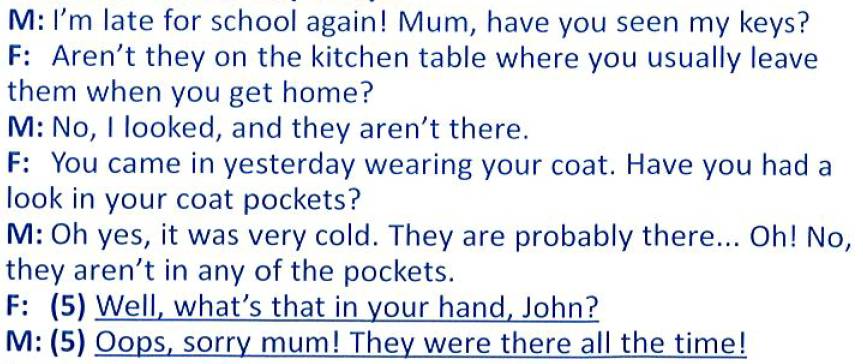 M: I'm late for school again! Mum, have you seen my keys?
F: Aren't they on the kitchen table where you usually leave
them when you get home?
M: No, I looked, and they aren't there.
F: You came in yesterday wearing your coat. Have you had a
look in your coat pockets?
M: Oh yes, it was very cold. They are probably there... Oh! No,
they aren't in any of the pockets.
F: (5) Well, what's that in your hand, John?
M: (5) Oops, sorry mum! They were there all the time!